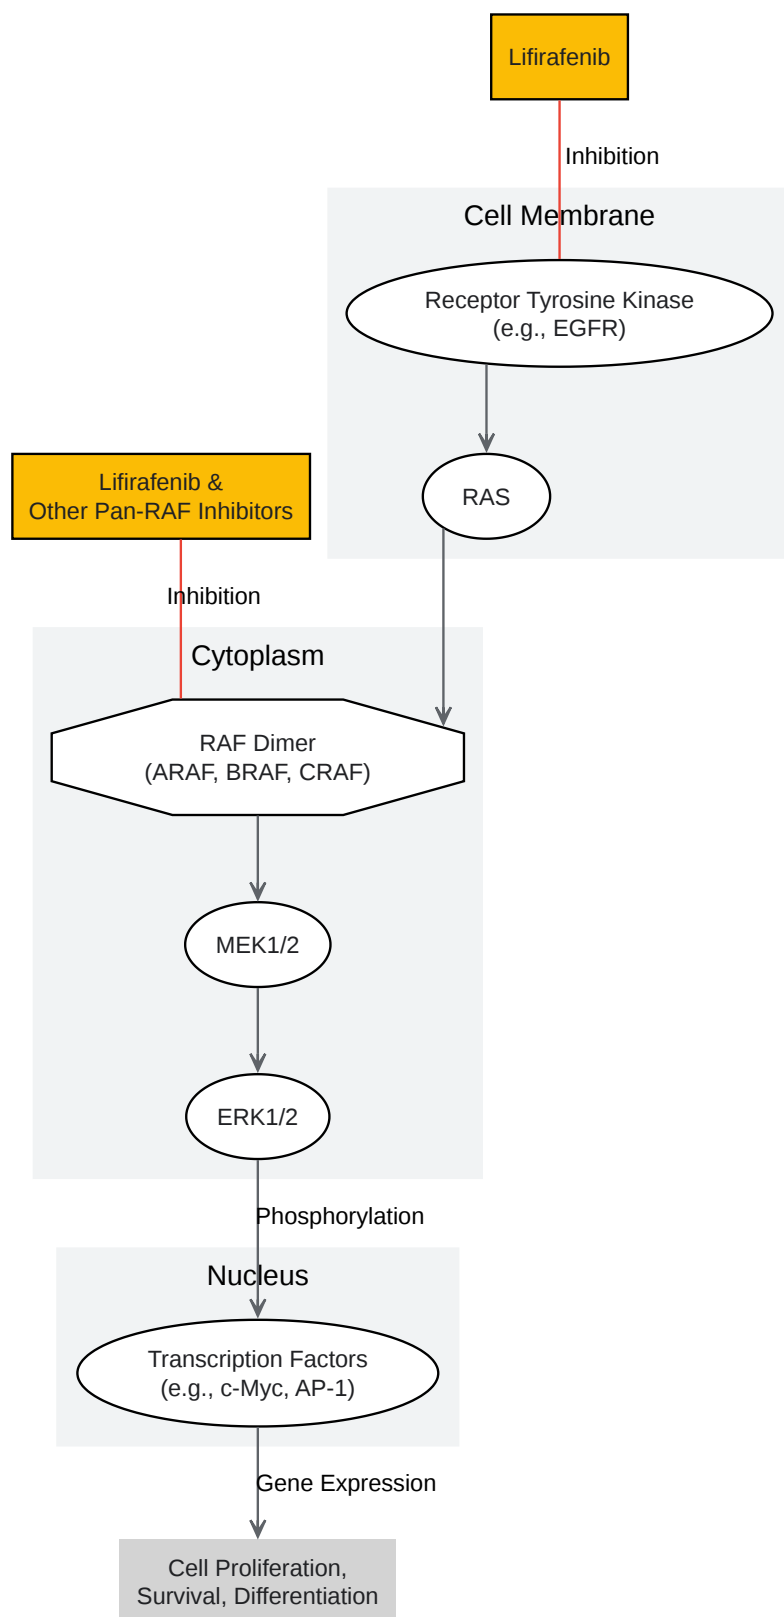 Lifirafenib
Inhibition
Cell Membrane
Receptor Tyrosine Kinase
(e.g., EGFR)
RAS
Lifirafenib &
Other Pan-RAF Inhibitors
Inhibition
Cytoplasm
RAF Dimer
(ARAF, BRAF, CRAF)
MEK1/2
ERK1/2
Phosphorylation
Nucleus
Transcription Factors
(e.g., c-Myc, AP-1)
Gene Expression
Cell Proliferation,
Survival, Differentiation